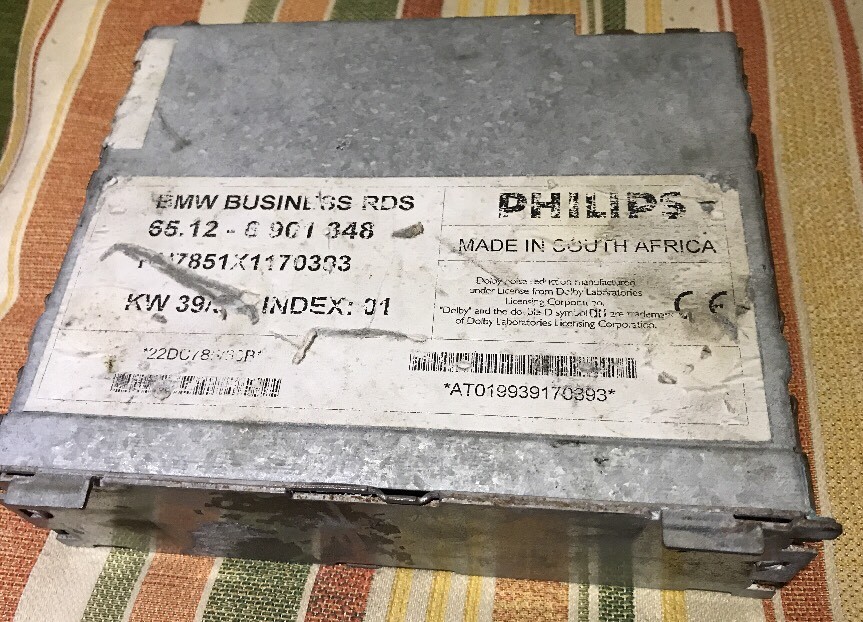 BMW BUSINESS RDS
65.12 - 6 901 348
PHILIPS
MADE IN SOUTH AFRICA
Dolby noise reduction manufactured
under License from Dolby Laboratories
Licensing Corporation.
"Dolby" and the double-D symbol are trademarks
of Dolby Laboratories Licensing Corporation.
CE
KW 39/ INDEX: 01
*AT019939170393*